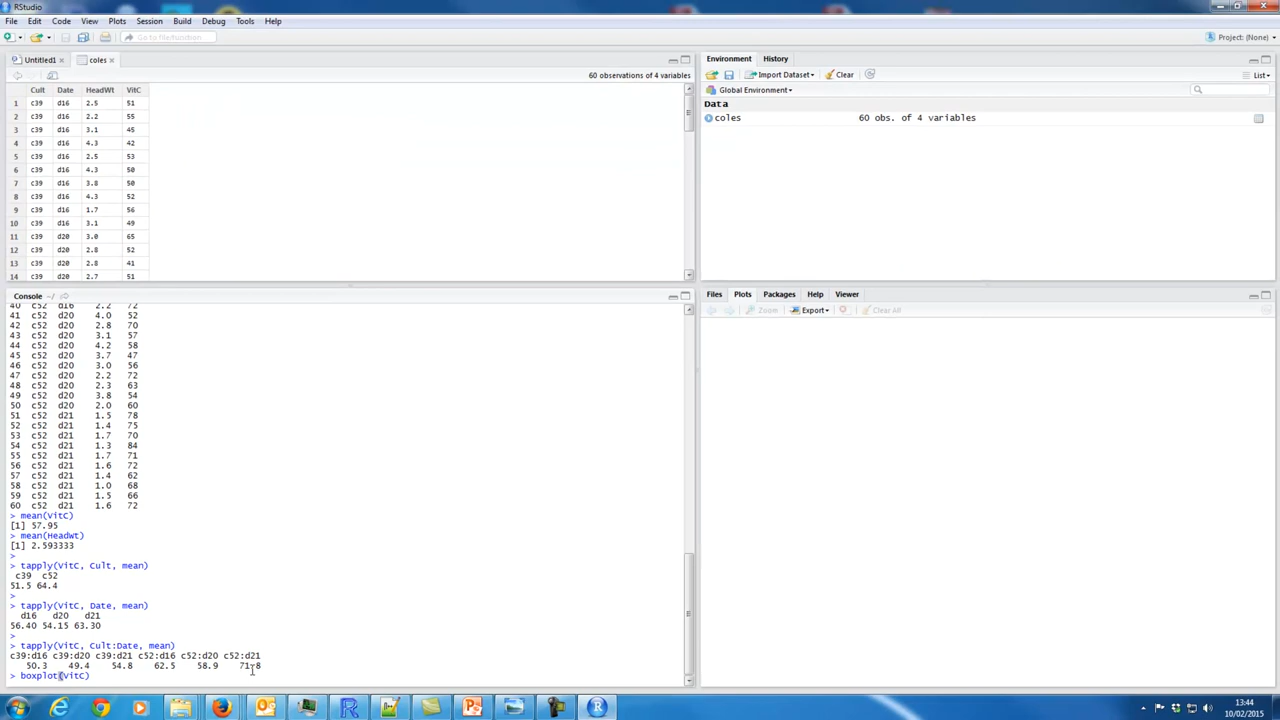 RStudio
File Edit Code View Plots Session Build Debug Tools Help
Go to file/function
Project: (None)
Untitled1 coles
60 observations of 4 variables
Cult Date HeadWt VitC
1 c39 d16 2.5 51
2 c39 d16 2.2 55
3 c39 d16 3.1 45
4 c39 d16 4.3 42
5 c39 d16 2.5 53
6 c39 d16 4.3 50
7 c39 d16 3.8 50
8 c39 d16 4.3 52
9 c39 d16 1.7 56
10 c39 d16 3.1 49
11 c39 d20 3.0 65
12 c39 d20 2.8 52
13 c39 d20 2.8 41
14 c39 d20 2.7 51
Environment History
Import Dataset Clear List
Global Environment
Data
coles 60 obs. of 4 variables
Console ~/
40 c52 d16 2.2 72
41 c52 d20 4.0 52
42 c52 d20 2.8 70
43 c52 d20 3.1 57
44 c52 d20 4.2 58
45 c52 d20 3.7 47
46 c52 d20 3.0 56
47 c52 d20 2.2 72
48 c52 d20 2.3 63
49 c52 d20 3.8 54
50 c52 d20 2.0 60
51 c52 d21 1.5 78
52 c52 d21 1.4 75
53 c52 d21 1.7 70
54 c52 d21 1.3 84
55 c52 d21 1.7 71
56 c52 d21 1.6 72
57 c52 d21 1.4 62
58 c52 d21 1.0 68
59 c52 d21 1.5 66
60 c52 d21 1.6 72
> mean(VitC)
[1] 57.95
> mean(HeadWt)
[1] 2.593333
>
> tapply(VitC, Cult, mean)
c39 c52
51.5 64.4
>
> tapply(VitC, Date, mean)
d16 d20 d21
56.40 54.15 63.30
>
> tapply(VitC, Cult:Date, mean)
c39:d16 c39:d20 c39:d21 c52:d16 c52:d20 c52:d21
50.3 49.4 54.8 62.5 58.9 71.8
> boxplot(VitC)
Files Plots Packages Help Viewer
Zoom Export Clear All
13:44
10/02/2015